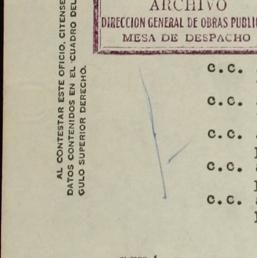 ARCHIVO
DIRECCION GENERAL DE OBRAS
MESA DE DESPACHO
AL CONTESTAR ESTE OFICIO, CITENSE
DATOS CONTENIDOS EN EL CUADRO DEL
GULO SUPERIOR DERECHO.
c.c.
c.c.
c.c.
c.c.
c.c.